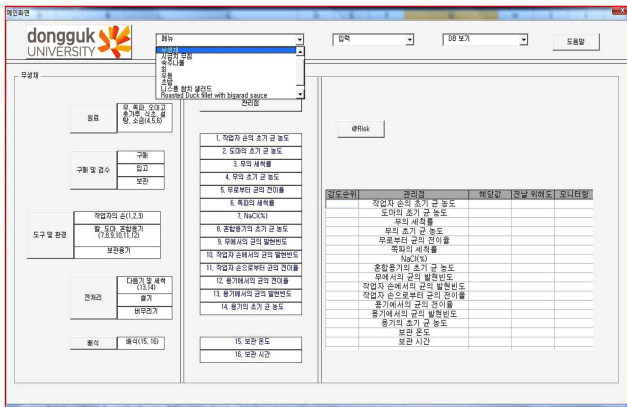 메인화면
dongguk
UNIVERSITY
메뉴
입력
DB 보기
도움말
무생채
시금치 무침
숙주나물
회
우동
초밥
니스풍 참치 샐러드
Roasted Duck fillet with bigarad sauce
무생채
관리점
원료
무, 쪽파, 오미고
춧가루, 식초, 설
탕, 소금(4,5,6)
구매 및 검수
구매
입고
보관
도구 및 환경
작업자의 손(1,2,3)
칼, 도마, 혼합용기
(7,8,9,10,11,12)
보관용기
전처리
다듬기 및 세척
(13,14)
썰기
버무리기
배식
배식(15, 16)
1, 작업자 손의 초기 균 농도
2, 도마의 초기 균 농도
3, 무의 세척률
4, 무의 초기 균 농도
5, 무로부터 균의 전이율
6, 쪽파의 세척률
7, NaCl(%)
8, 혼합용기의 초기 균 농도
9, 무에서의 균의 발현빈도
10, 작업자 손에서의 균의 발현빈도
11, 작업자 손으로부터 균의 전이율
12, 용기에서의 균의 전이율
13, 용기에서의 균의 발현빈도
14, 용기의 초기 균 농도
15, 보관 온도
16, 보관 시간
@Risk
감도순위 관리점 해당값 전날 위해도 모니터링
작업자 손의 초기 균 농도
도마의 초기 균 농도
무의 세척률
무의 초기 균 농도
무로부터 균의 전이율
쪽파의 세척률
NaCl(%)
혼합용기의 초기 균 농도
무에서의 균의 발현빈도
작업자 손에서의 균의 발현빈도
작업자 손으로부터 균의 전이율
용기에서의 균의 전이율
용기에서의 균의 발현빈도
용기의 초기 균 농도
보관 온도
보관 시간